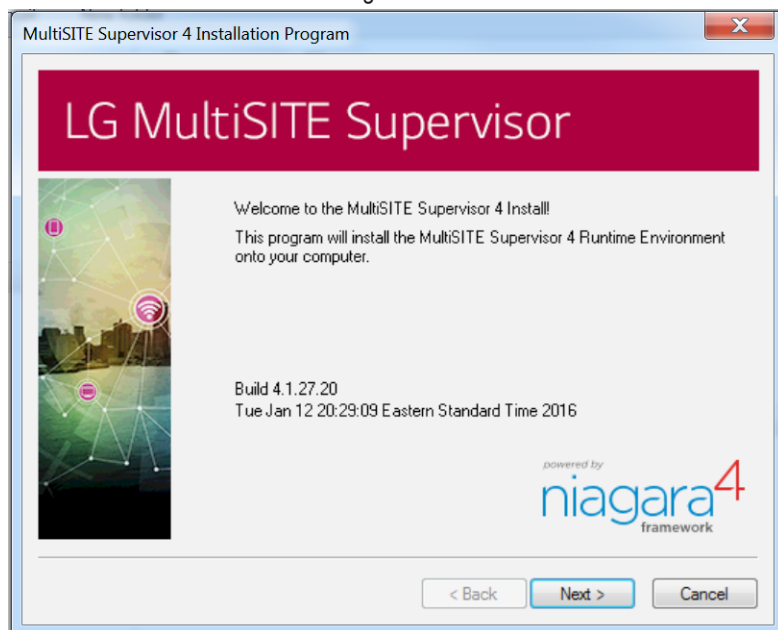 MultiSITE Supervisor 4 Installation Program
LG MultiSITE Supervisor
Welcome to the MultiSITE Supervisor 4 Install!
This program will install the MultiSITE Supervisor 4 Runtime Environment
onto your computer.
Build 4.1.27.20
Tue Jan 12 20:29:09 Eastern Standard Time 2016
powered by
niagara4
framework
< Back
Next >
Cancel